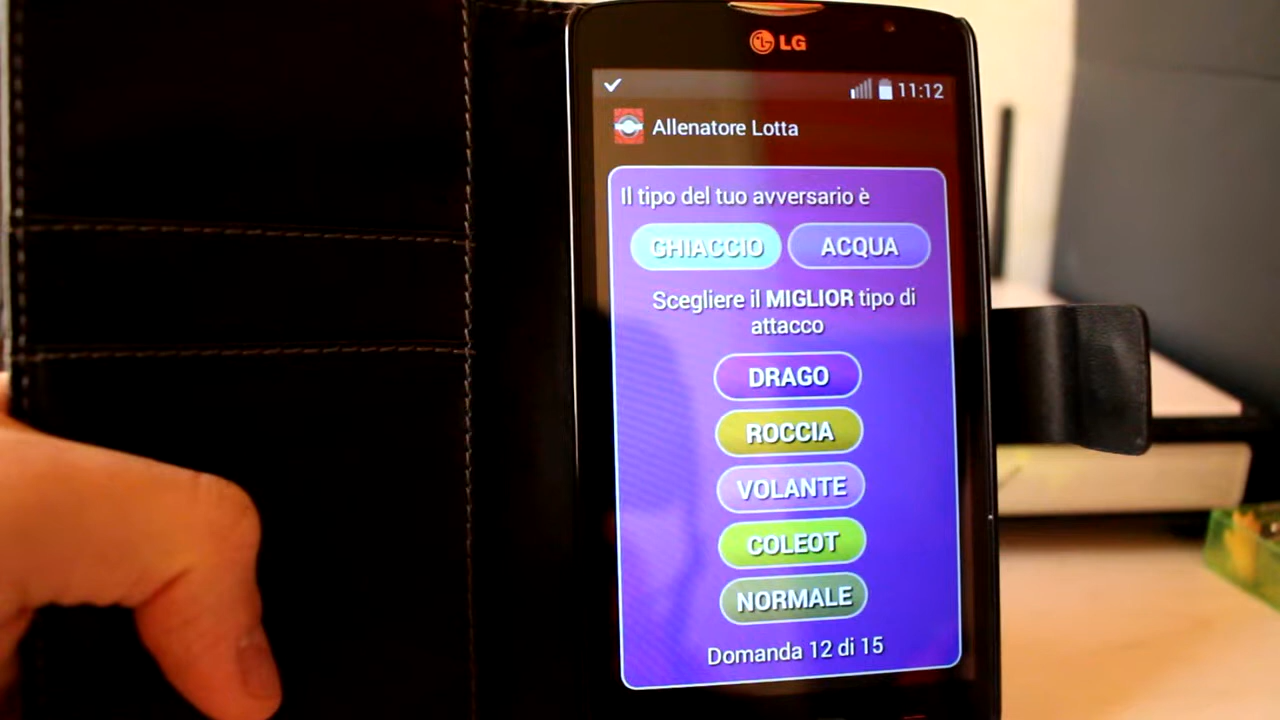 LG
11:12
Allenatore Lotta
Il tipo del tuo avversario è
GHIACCIO ACQUA
Scegliere il MIGLIOR tipo di
attacco
DRAGO
ROCCIA
VOLANTE
COLEOT
NORMALE
Domanda 12 di 15